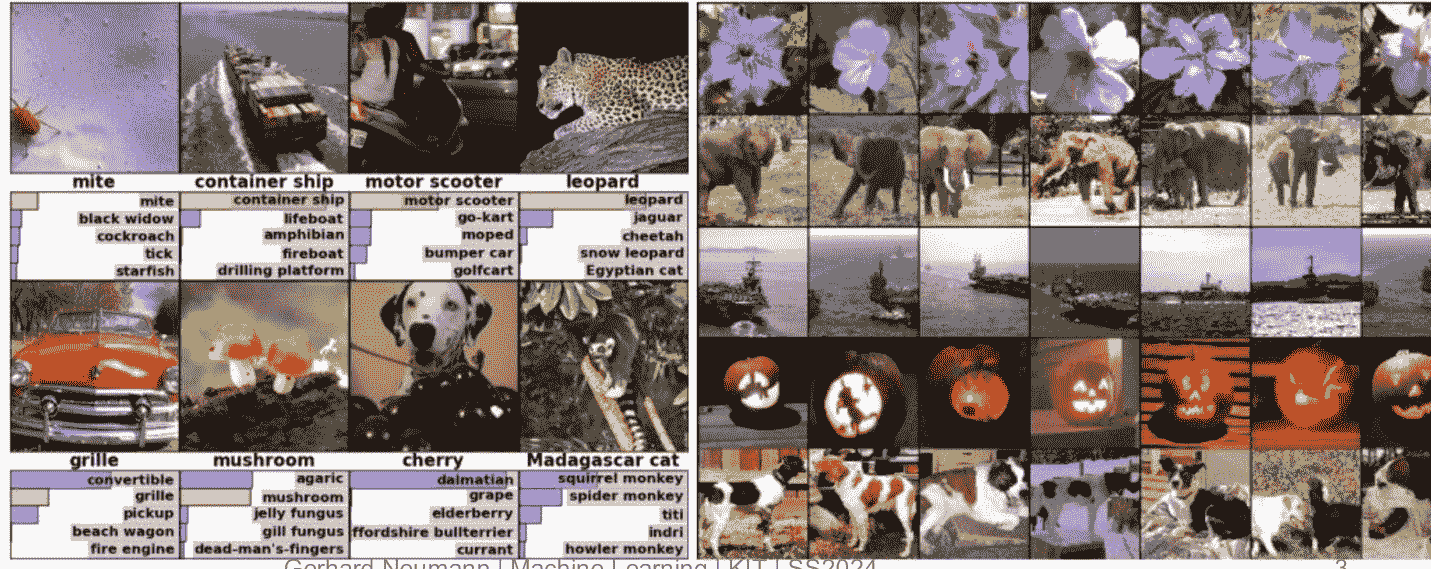 mite
container ship
motor scooter
leopard
mite
black widow
cockroach
tick
starfish
container ship
lifeboat
amphibian
fireboat
drilling platform
motor scooter
go-kart
moped
bumper car
golfcart
leopard
jaguar
cheetah
snow leopard
Egyptian cat
grille
mushroom
cherry
Madagascar cat
convertible
grille
pickup
beach wagon
fire engine
agaric
mushroom
jelly fungus
gill fungus
dead-man's-fingers
dalmatian
grape
elderberry
ffordshire bullterrier
currant
squirrel monkey
spider monkey
titi
indri
howler monkey
Gerhard Neumann | Machine Learning | KIT | SS2024
3